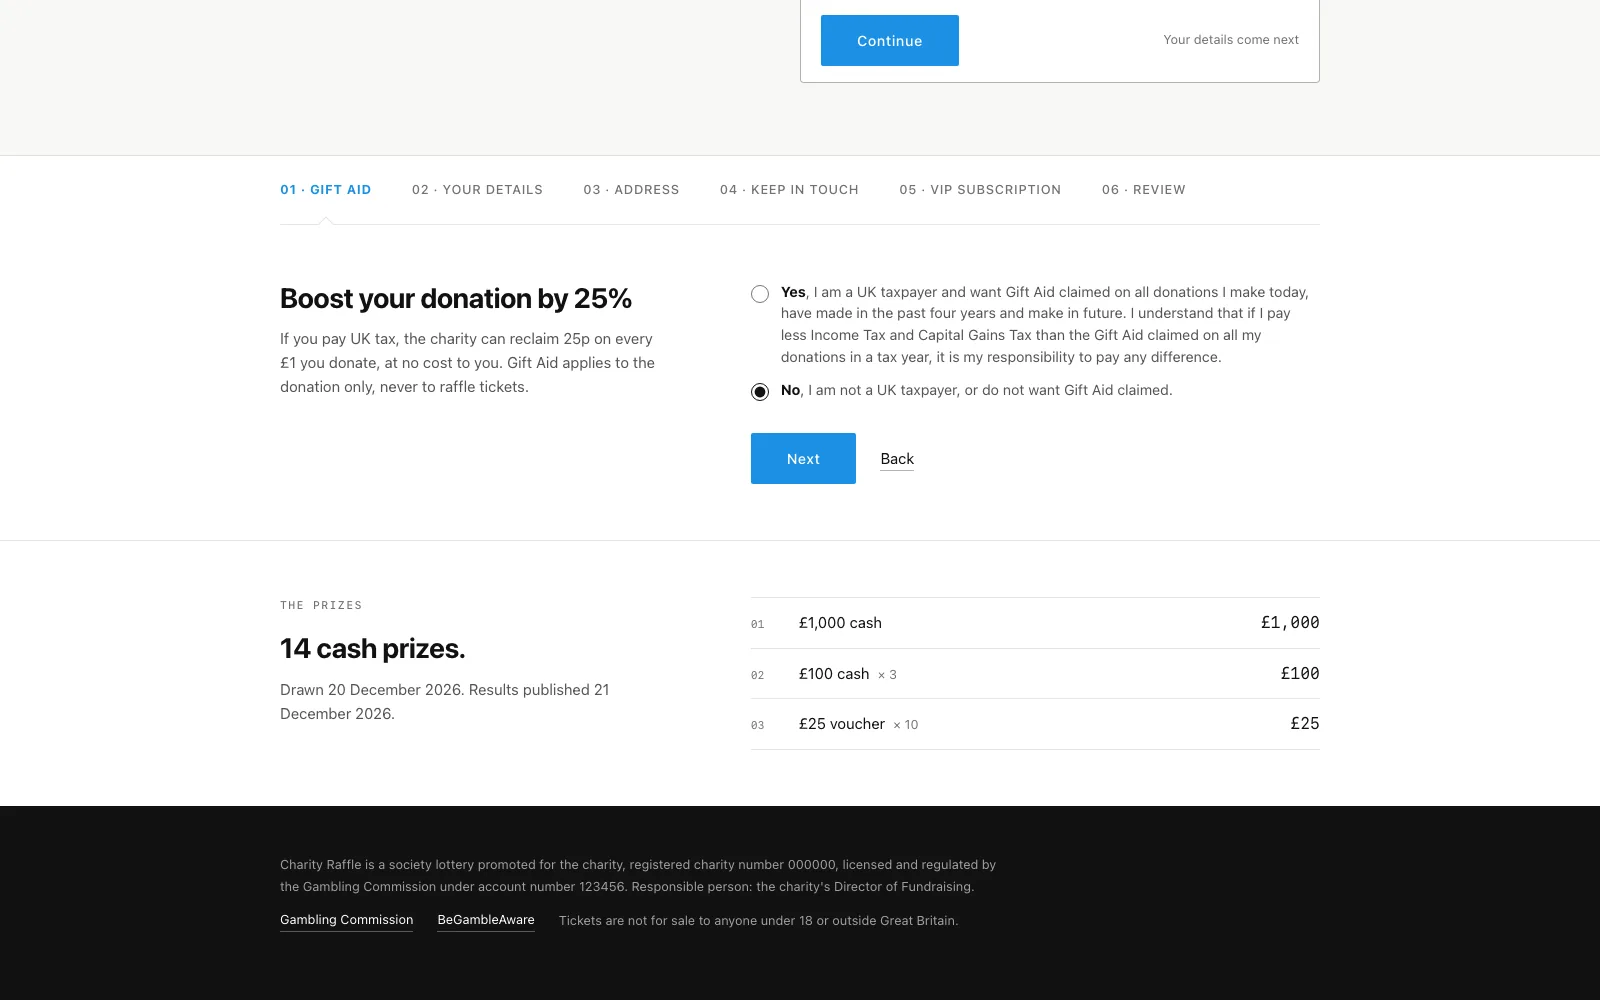 Continue
Your details come next
01 · GIFT AID
02 · YOUR DETAILS
03 · ADDRESS
04 · KEEP IN TOUCH
05 · VIP SUBSCRIPTION
06 · REVIEW
Boost your donation by 25%
If you pay UK tax, the charity can reclaim 25p on every
£1 you donate, at no cost to you. Gift Aid applies to the
donation only, never to raffle tickets.
Yes, I am a UK taxpayer and want Gift Aid claimed on all donations I make today,
have made in the past four years and make in future. I understand that if I pay
less Income Tax and Capital Gains Tax than the Gift Aid claimed on all my
donations in a tax year, it is my responsibility to pay any difference.
No, I am not a UK taxpayer, or do not want Gift Aid claimed.
Next
Back
THE PRIZES
14 cash prizes.
Drawn 20 December 2026. Results published 21
December 2026.
01 £1,000 cash £1,000
02 £100 cash × 3 £100
03 £25 voucher × 10 £25
Charity Raffle is a society lottery promoted for the charity, registered charity number 000000, licensed and regulated by
the Gambling Commission under account number 123456. Responsible person: the charity's Director of Fundraising.
Gambling Commission BeGambleAware Tickets are not for sale to anyone under 18 or outside Great Britain.